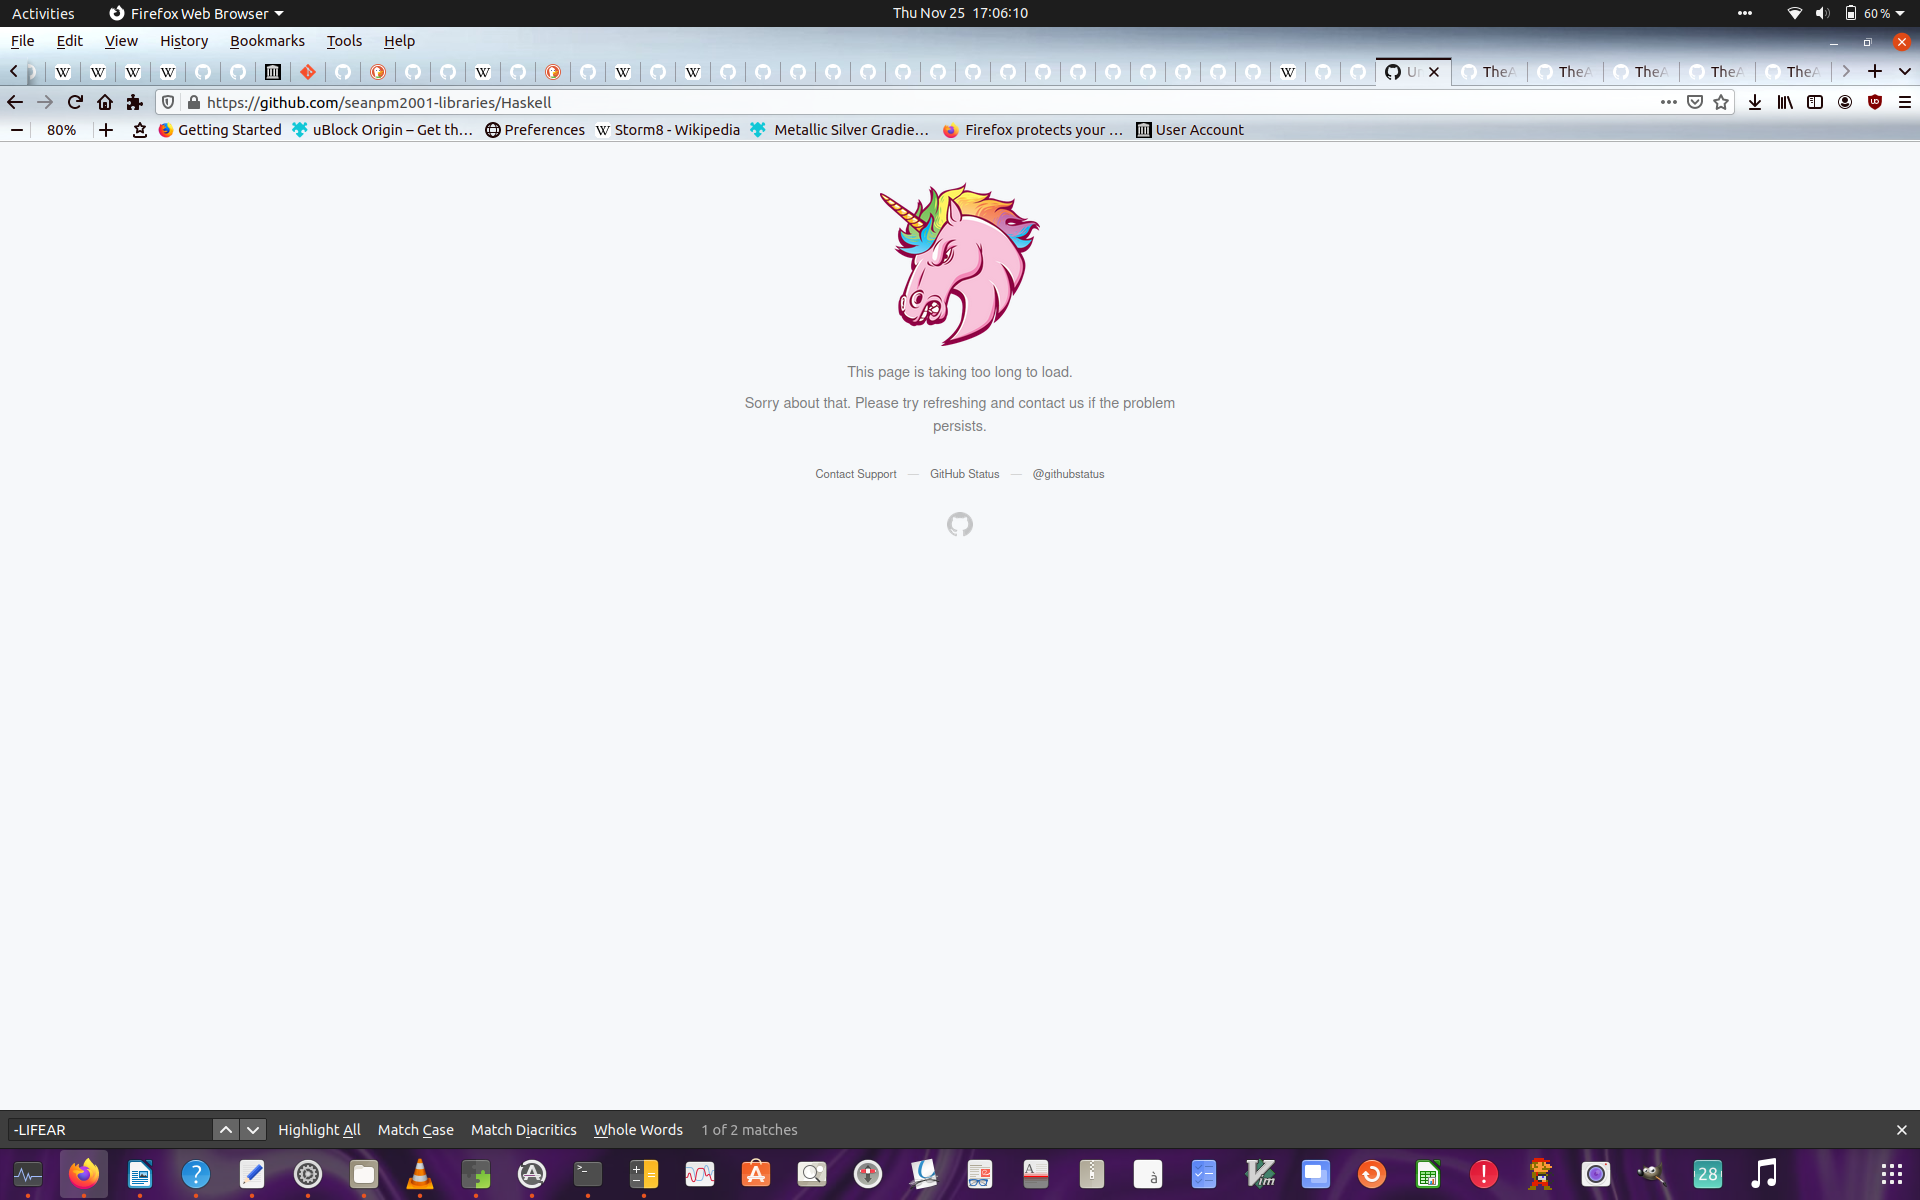 Activities Firefox Web Browser Thu Nov 25 17:06:10 60 %
File Edit View History Bookmarks Tools Help
W W W W W W W W TheA TheA TheA TheA TheA
https://github.com/seanpm2001-libraries/Haskell
80% Getting Started uBlock Origin – Get th… Preferences W Storm8 - Wikipedia Metallic Silver Gradie… Firefox protects your … User Account
This page is taking too long to load.
Sorry about that. Please try refreshing and contact us if the problem
persists.
Contact Support — GitHub Status — @githubstatus
-LIFEAR Highlight All Match Case Match Diacritics Whole Words 1 of 2 matches
? >_ A à Vim ! 28